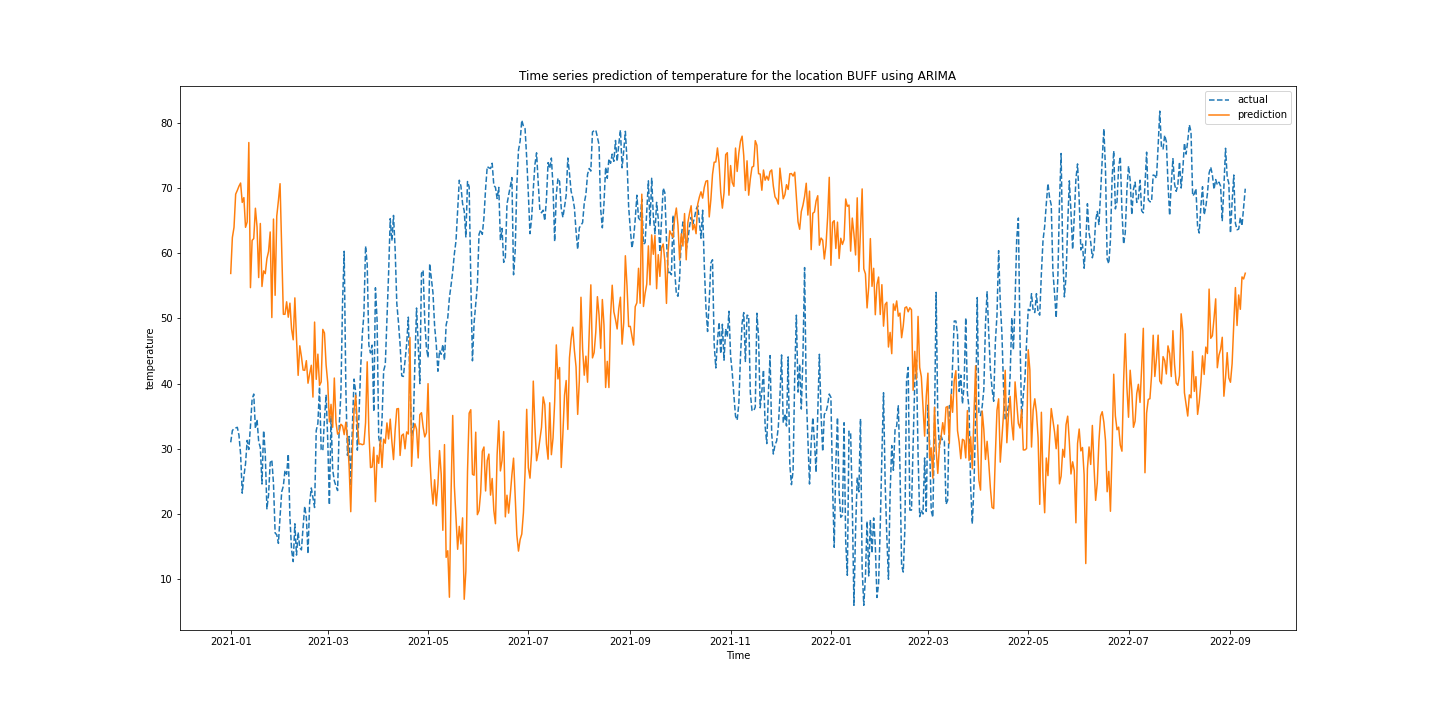 Time series prediction of temperature for the location BUFF using ARIMA
actual
prediction
80
70
60
50
40
30
20
10
temperature
2021-01 2021-03 2021-05 2021-07 2021-09 2021-11 2022-01 2022-03 2022-05 2022-07 2022-09
Time